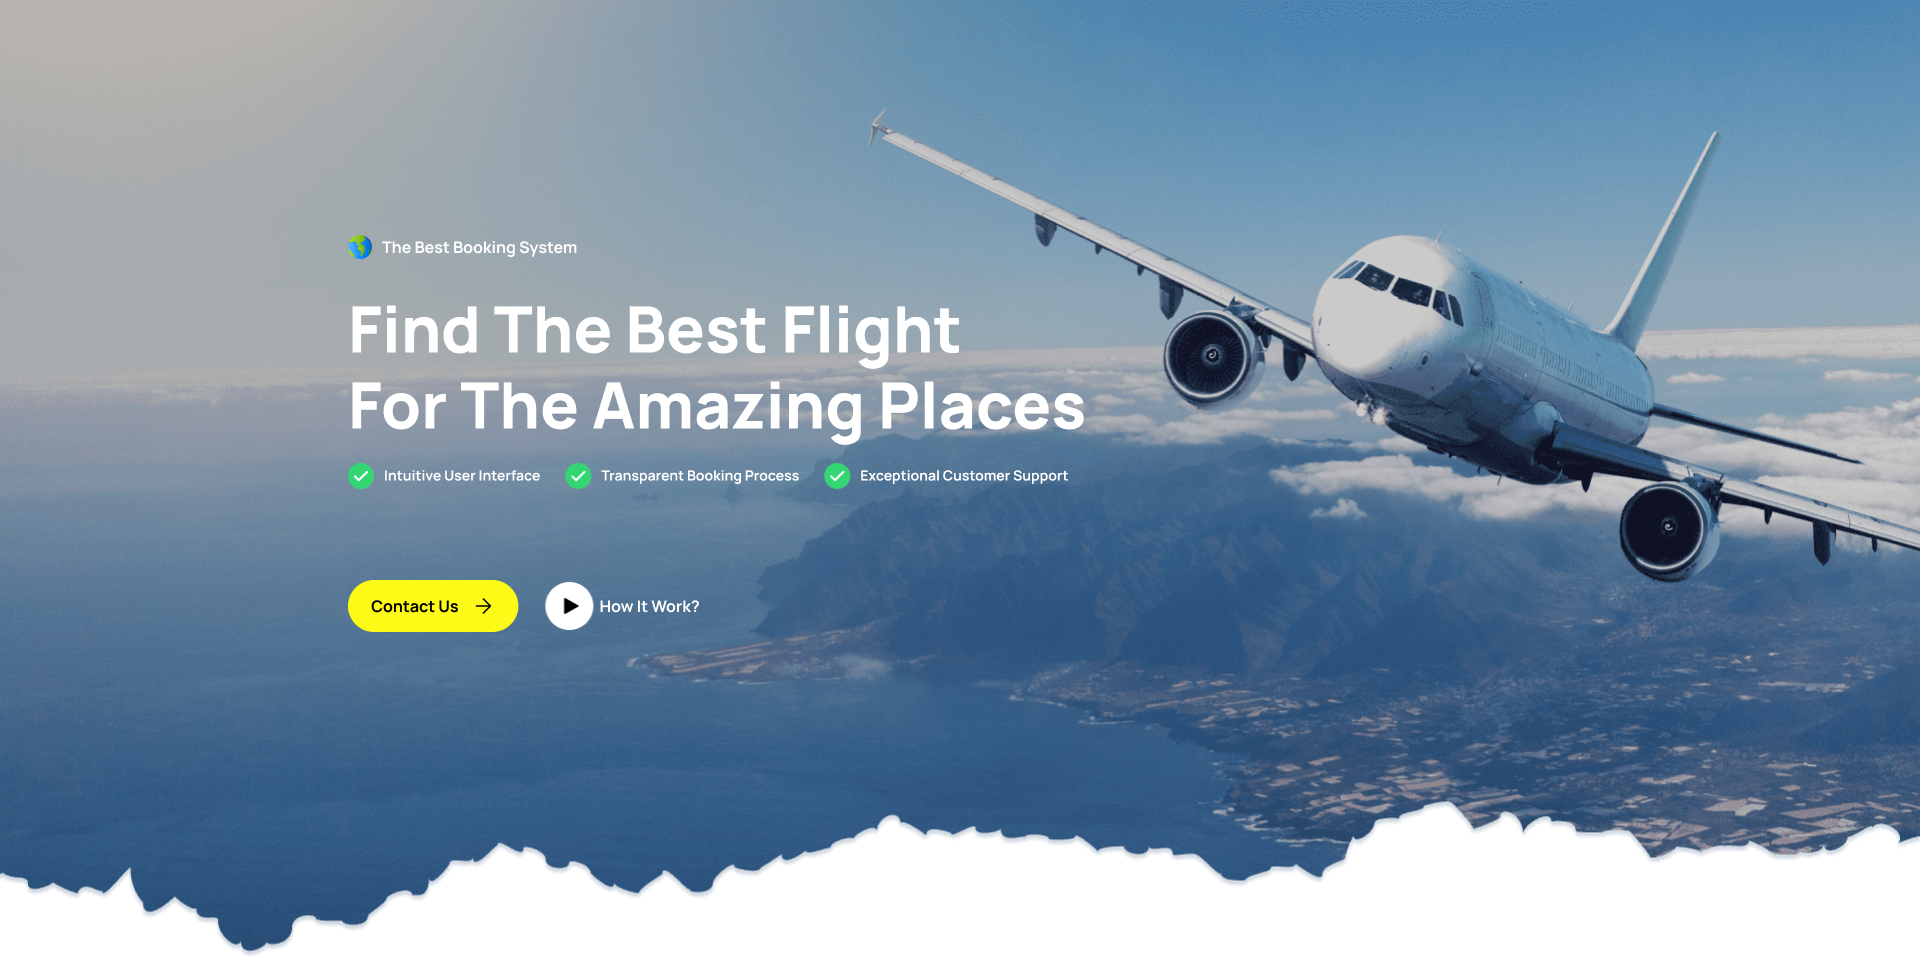 The Best Booking System
Find The Best Flight
For The Amazing Places
Intuitive User Interface
Transparent Booking Process
Exceptional Customer Support
Contact Us
How It Work?